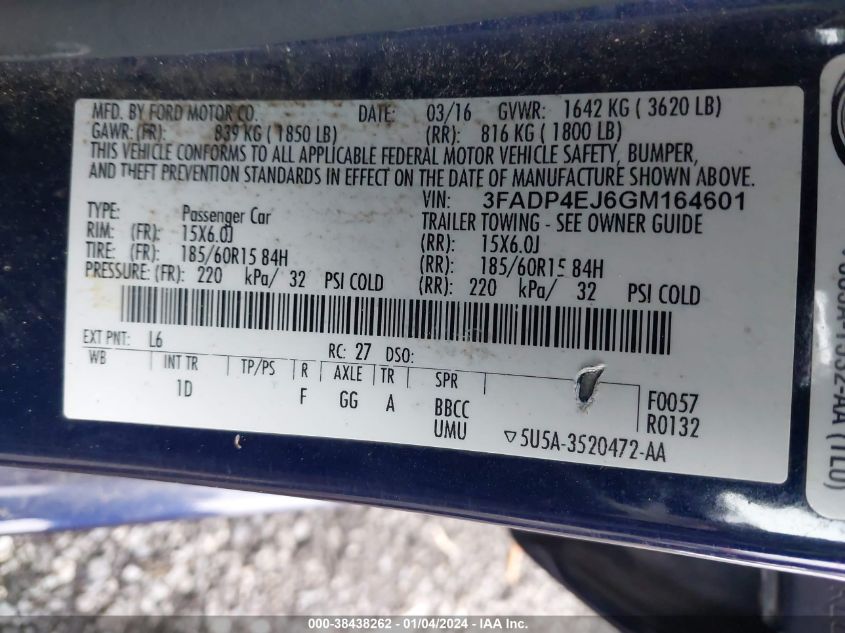 MFD. BY FORD MOTOR CO. DATE: 03/16 GVWR: 1642 KG ( 3620 LB)
GAWR: (FR): 839 KG ( 1850 LB) (RR): 816 KG ( 1800 LB)
THIS VEHICLE CONFORMS TO ALL APPLICABLE FEDERAL MOTOR VEHICLE SAFETY, BUMPER,
AND THEFT PREVENTION STANDARDS IN EFFECT ON THE DATE OF MANUFACTURE SHOWN ABOVE.
VIN: 3FADP4EJ6GM164601
TYPE: Passenger Car TRAILER TOWING - SEE OWNER GUIDE
RIM: (FR): 15X6.0J (RR): 15X6.0J
TIRE: (FR): 185/60R15 84H (RR): 185/60R15 84H
PRESSURE: (FR): 220 kPa/ 32 PSI COLD (RR): 220 kPa/ 32 PSI COLD
EXT PNT: L6 RC: 27 DSO:
WB INT TR TP/PS R AXLE TR SPR
1D F GG A BBCC F0057
UMU R0132
▽5U5A-3520472-AA
(TLU)
000-38438262 - 01/04/2024 - IAAI.COM